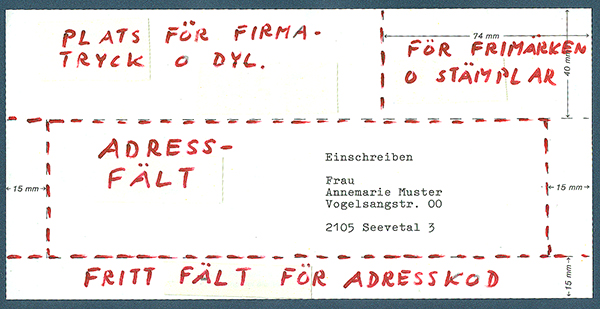 PLATS FÖR FIRMA-
TRYCK O DYL.
74 mm
FÖR FRIMÄRKEN
O STÄMPLAR
40 mm
ADRESS-
FÄLT
Einschreiben
Frau
Annemarie Muster
Vogelsangstr. 00
2105 Seevetal 3
15 mm
15 mm
FRITT FÄLT FÖR ADRESSKOD
15 mm